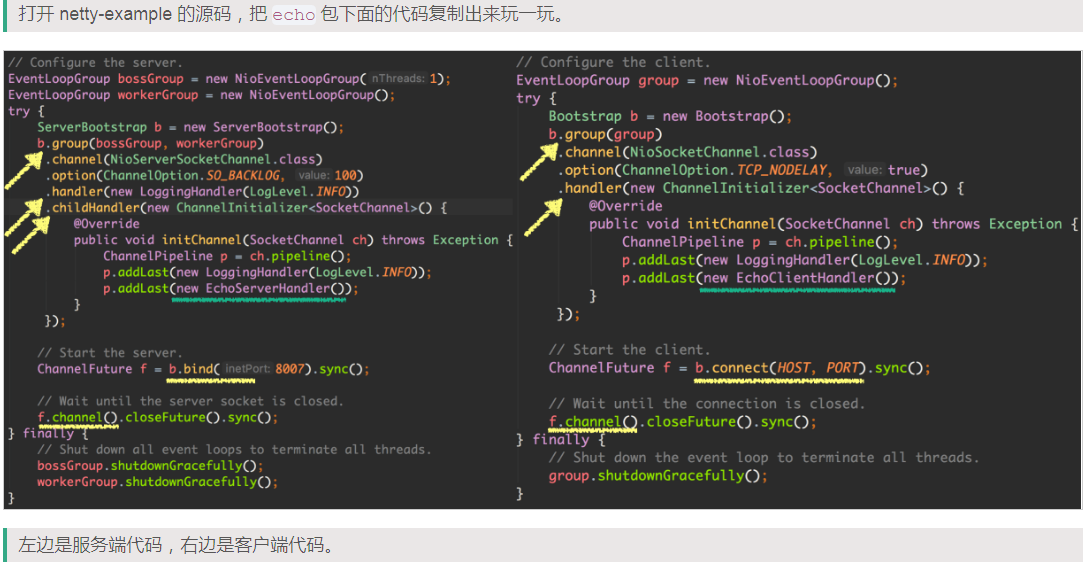 打开 netty-example 的源码，把 echo 包下面的代码复制出来玩一玩。
// Configure the server.
EventLoopGroup bossGroup = new NioEventLoopGroup( nThreads: 1);
EventLoopGroup workerGroup = new NioEventLoopGroup();
try {
ServerBootstrap b = new ServerBootstrap();
b.group(bossGroup, workerGroup)
.channel(NioServerSocketChannel.class)
.option(ChannelOption.SO_BACKLOG, value: 100)
.handler(new LoggingHandler(LogLevel.INFO))
.childHandler(new ChannelInitializer<SocketChannel>() {
@Override
public void initChannel(SocketChannel ch) throws Exception {
ChannelPipeline p = ch.pipeline();
p.addLast(new LoggingHandler(LogLevel.INFO));
p.addLast(new EchoServerHandler());
}
});
// Start the server.
ChannelFuture f = b.bind( inetPort: 8007).sync();
// Wait until the server socket is closed.
f.channel().closeFuture().sync();
} finally {
// Shut down all event loops to terminate all threads.
bossGroup.shutdownGracefully();
workerGroup.shutdownGracefully();
}
// Configure the client.
EventLoopGroup group = new NioEventLoopGroup();
try {
Bootstrap b = new Bootstrap();
b.group(group)
.channel(NioSocketChannel.class)
.option(ChannelOption.TCP_NODELAY, value: true)
.handler(new ChannelInitializer<SocketChannel>() {
@Override
public void initChannel(SocketChannel ch) throws Exception {
ChannelPipeline p = ch.pipeline();
p.addLast(new LoggingHandler(LogLevel.INFO));
p.addLast(new EchoClientHandler());
}
});
// Start the client.
ChannelFuture f = b.connect(HOST, PORT).sync();
// Wait until the connection is closed.
f.channel().closeFuture().sync();
} finally {
// Shut down the event loop to terminate all threads.
group.shutdownGracefully();
}
左边是服务端代码，右边是客户端代码。